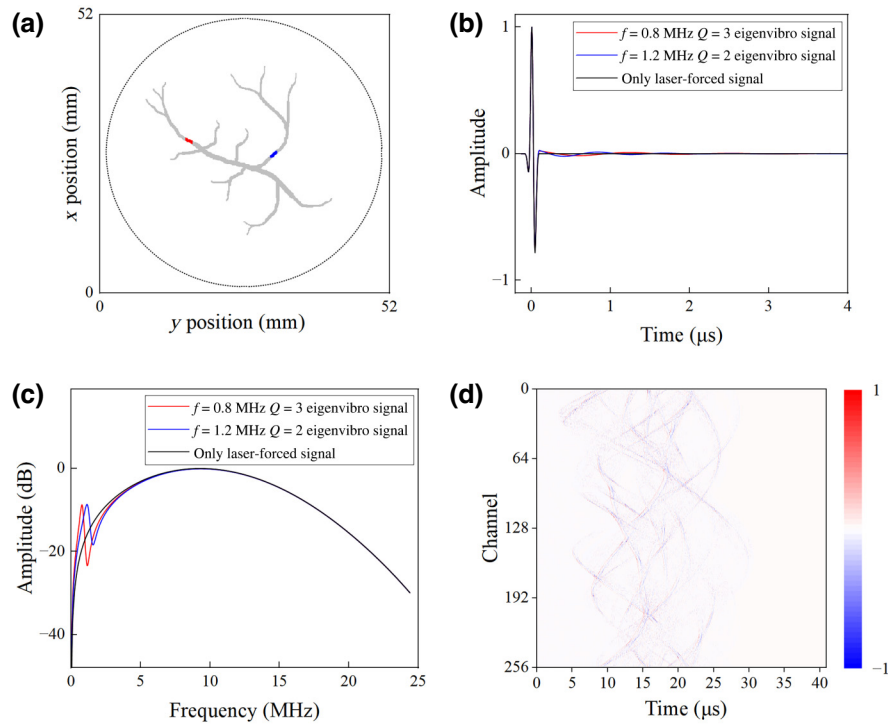 (a)
52
x position (mm)
0
0
52
y position (mm)
(b)
1
0
−1
Amplitude
f = 0.8 MHz Q = 3 eigenvibro signal
f = 1.2 MHz Q = 2 eigenvibro signal
Only laser-forced signal
0 1 2 3 4
Time (μs)
(c)
f = 0.8 MHz Q = 3 eigenvibro signal
f = 1.2 MHz Q = 2 eigenvibro signal
Only laser-forced signal
0
−20
−40
Amplitude (dB)
0 5 10 15 20 25
Frequency (MHz)
(d)
0
64
128
192
256
Channel
0 5 10 15 20 25 30 35 40
Time (μs)
1
-1